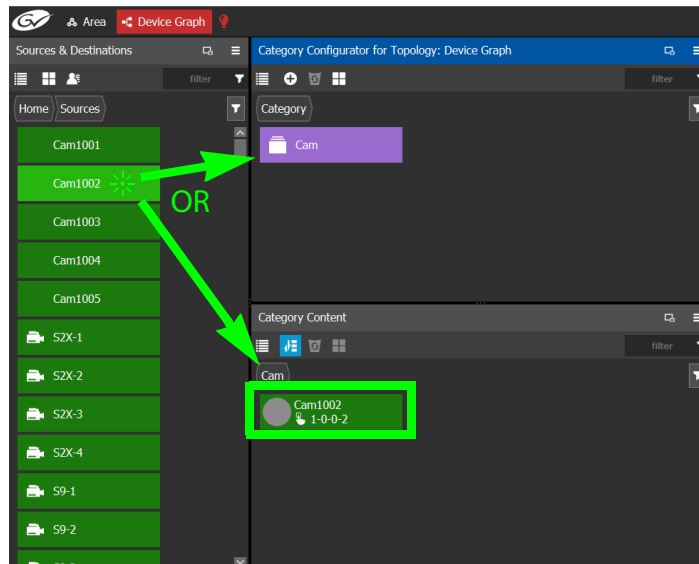 GV
Area
Device Graph
Sources & Destinations
Category Configurator for Topology: Device Graph
filter
filter
Home
Sources
Category
Cam1001
Cam
Cam1002
OR
Cam1003
Cam1004
Cam1005
Category Content
S2X-1
filter
S2X-2
Cam
S2X-3
Cam1002
1-0-0-2
S2X-4
S9-1
S9-2